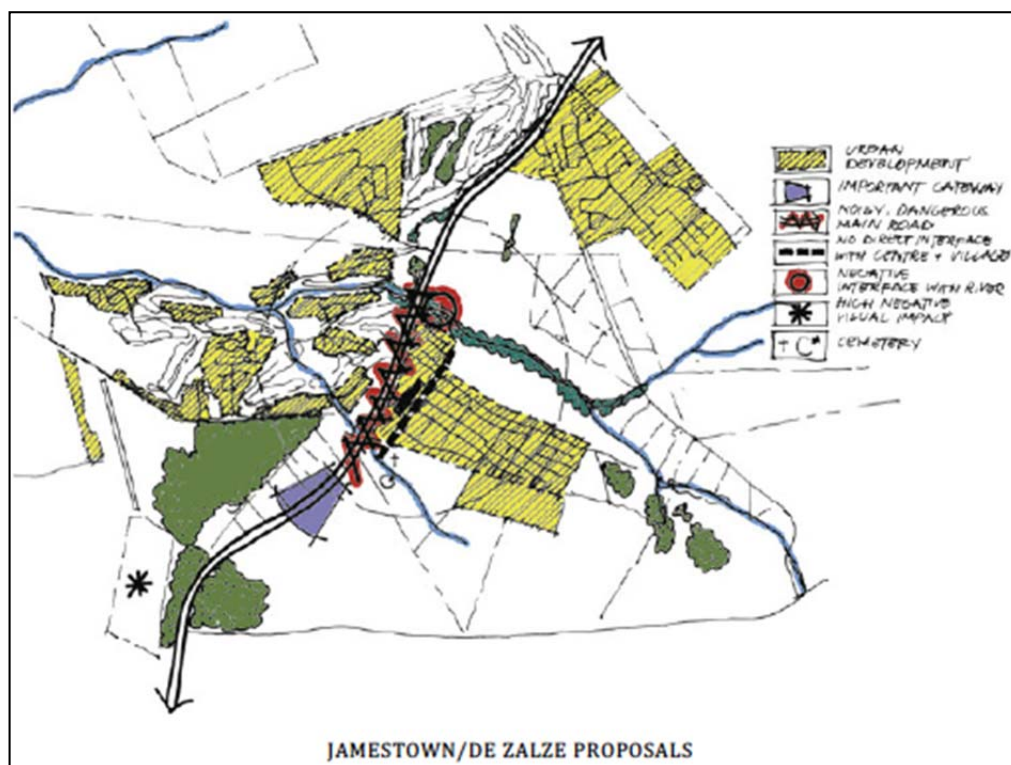 URBAN
DEVELOPMENT
IMPORTANT GATEWAY
NOISY, DANGEROUS
MAIN ROAD
NO DIRECT INTERFACE
WITH CENTRE + VILLAGE
NEGATIVE
INTERFACE WITH RIVER
HIGH NEGATIVE
VISUAL IMPACT
CEMETERY
JAMESTOWN/DE ZALZE PROPOSALS